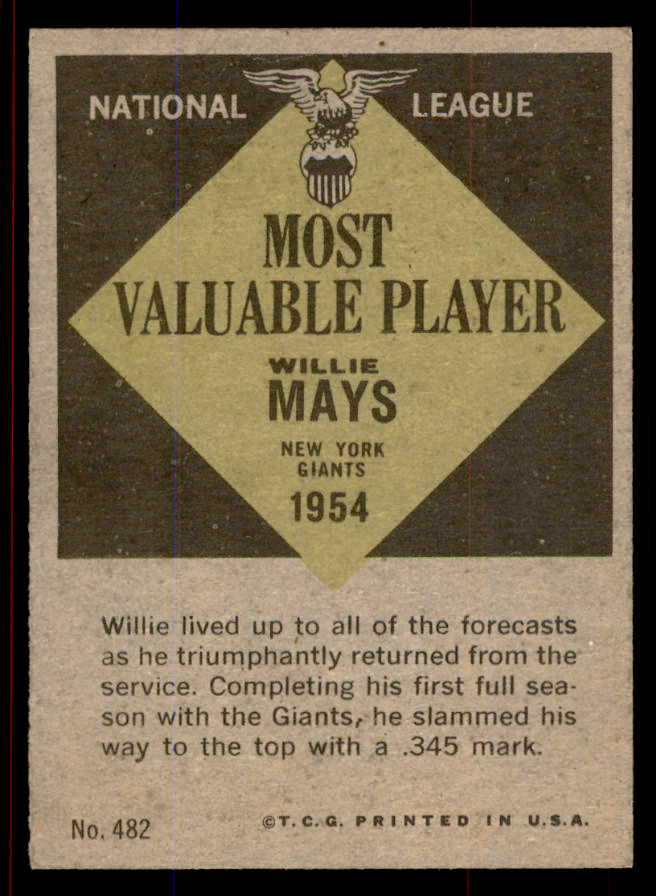 NATIONAL LEAGUE
MOST
VALUABLE PLAYER
WILLIE
MAYS
NEW YORK
GIANTS
1954
Willie lived up to all of the forecasts
as he triumphantly returned from the
service. Completing his first full sea-
son with the Giants, he slammed his
way to the top with a .345 mark.
No. 482
©T.C.G. PRINTED IN U.S.A.